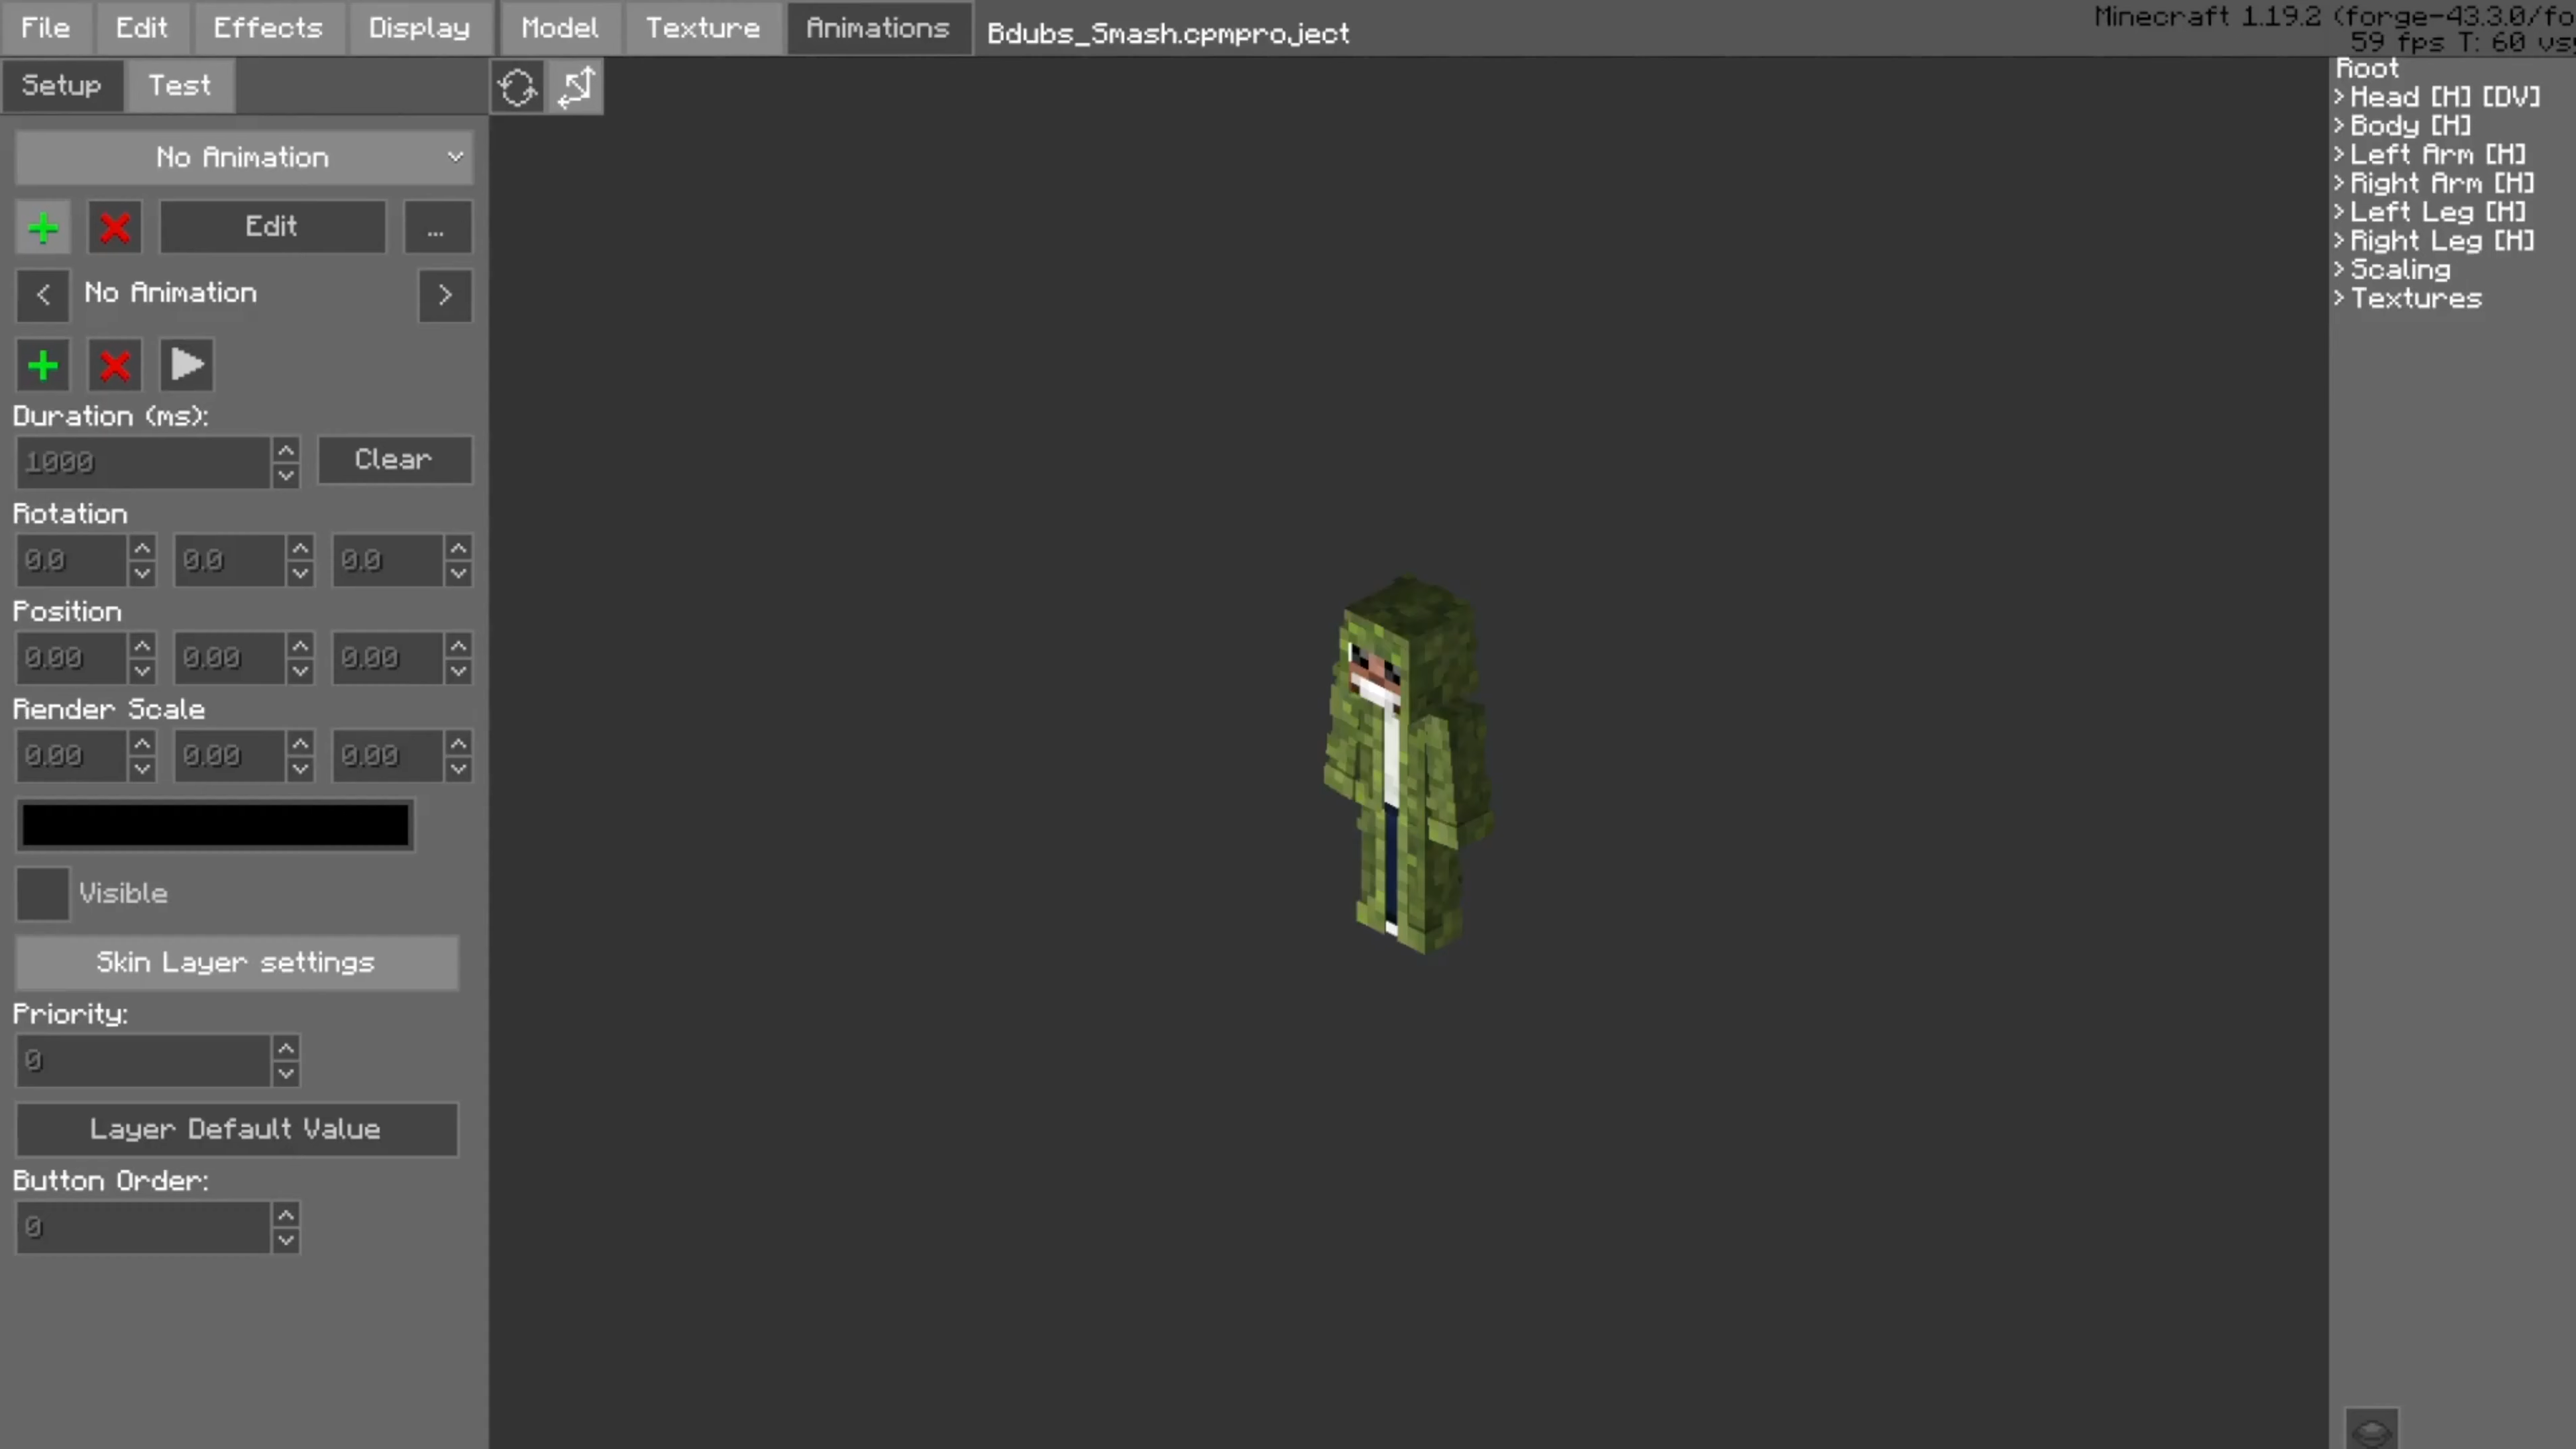 File Edit Effects Display Model Texture Animations Bdubs_Smash.cpmproject
Minecraft 1.19.2 (forge-43.3.0/fo
59 fps T: 60 vsy
Setup Test
No Animation
Edit ...
< No Animation >
Duration (ms):
1000 Clear
Rotation
0.0 0.0 0.0
Position
0.00 0.00 0.00
Render Scale
0.00 0.00 0.00
Visible
Skin Layer settings
Priority:
0
Layer Default Value
Button Order:
0
Root
>Head [H] [DV]
>Body [H]
>Left Arm [H]
>Right Arm [H]
>Left Leg [H]
>Right Leg [H]
>Scaling
>Textures